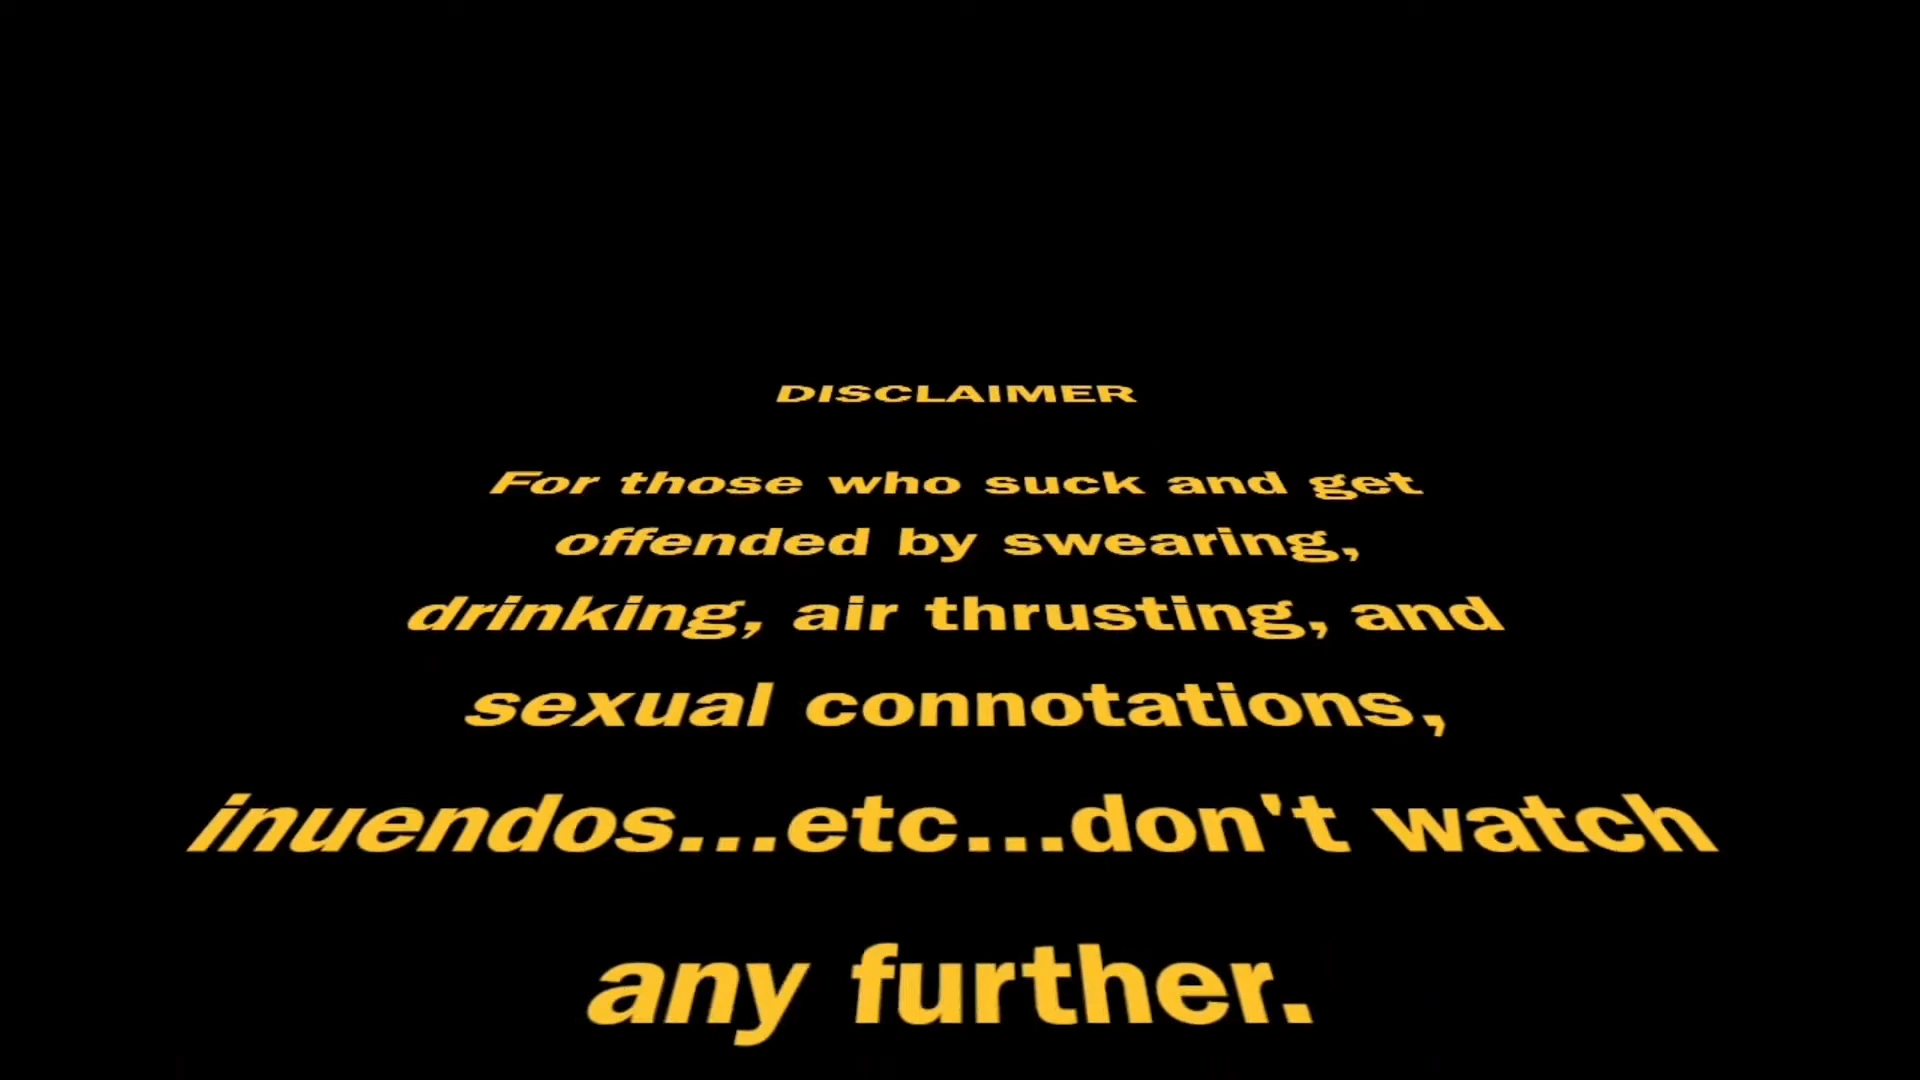 DISCLAIMER
For those who suck and get
offended by swearing,
drinking, air thrusting, and
sexual connotations,
inuendos...etc...don't watch
any further.